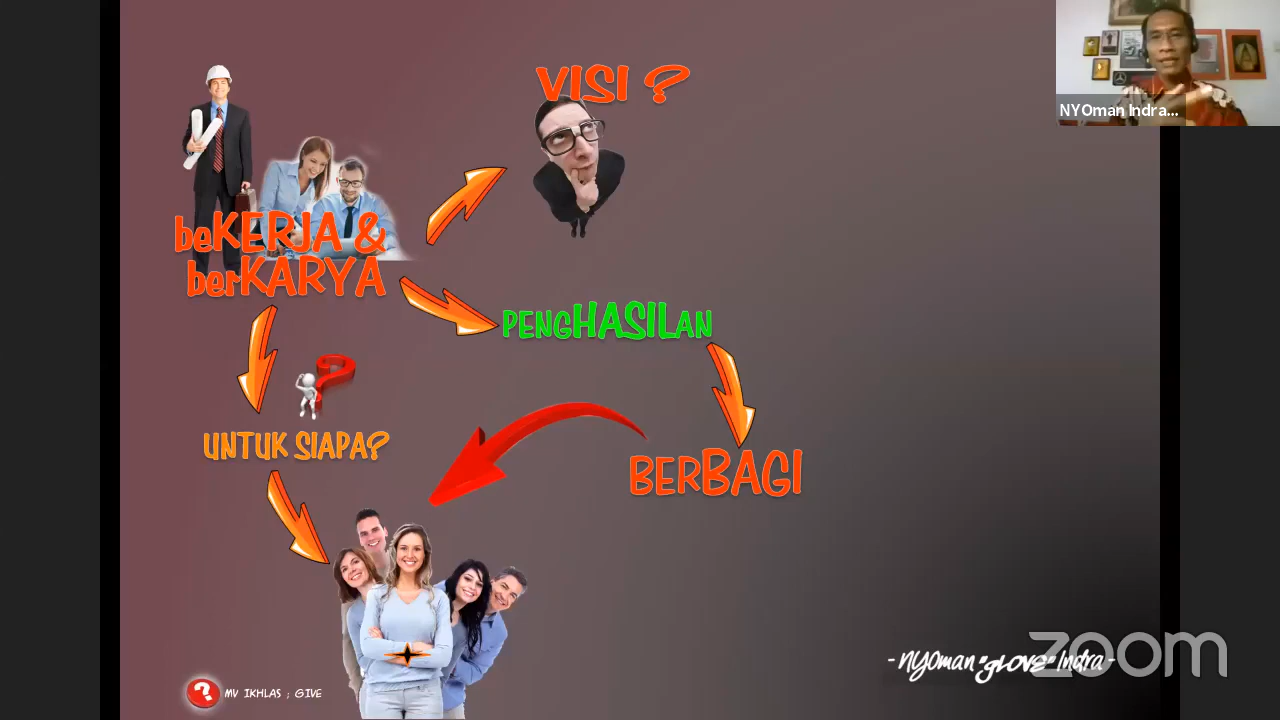 VISI ?
NYOman Indra...
beKERJA &
berKARYA
PENGHASILAN
UNTUK SIAPA?
BERBAGI
- NYOman "GLOVE" Indra -
zoom
MV IKHLAS ; GIVE